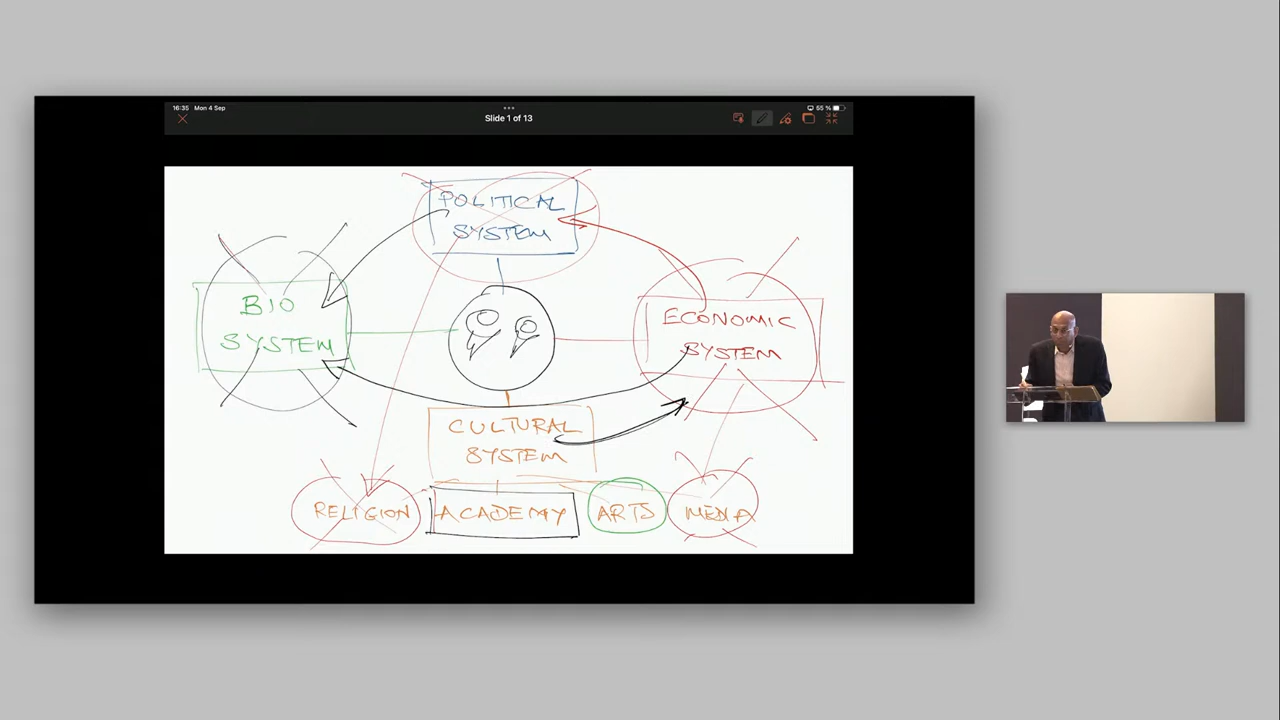 16:35 Mon 4 Sep
55 %
Slide 1 of 13
POLITICAL
SYSTEM
BIO
SYSTEM
ECONOMIC
SYSTEM
CULTURAL
SYSTEM
RELIGION
ACADEMY
ARTS
MEDIA